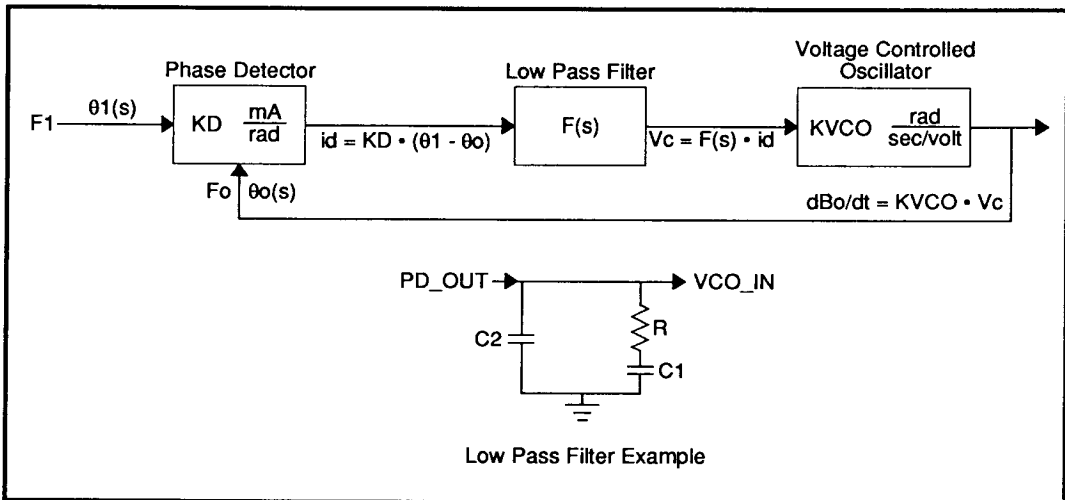 Phase Detector
Low Pass Filter
Voltage Controlled
Oscillator
F1
θ1(s)
KD mA
rad
id = KD • (θ1 - θo)
F(s)
Vc = F(s) • id
KVCO rad
sec/volt
Fo θo(s)
dBo/dt = KVCO • Vc
PD_OUT
VCO_IN
C2
R
C1
Low Pass Filter Example